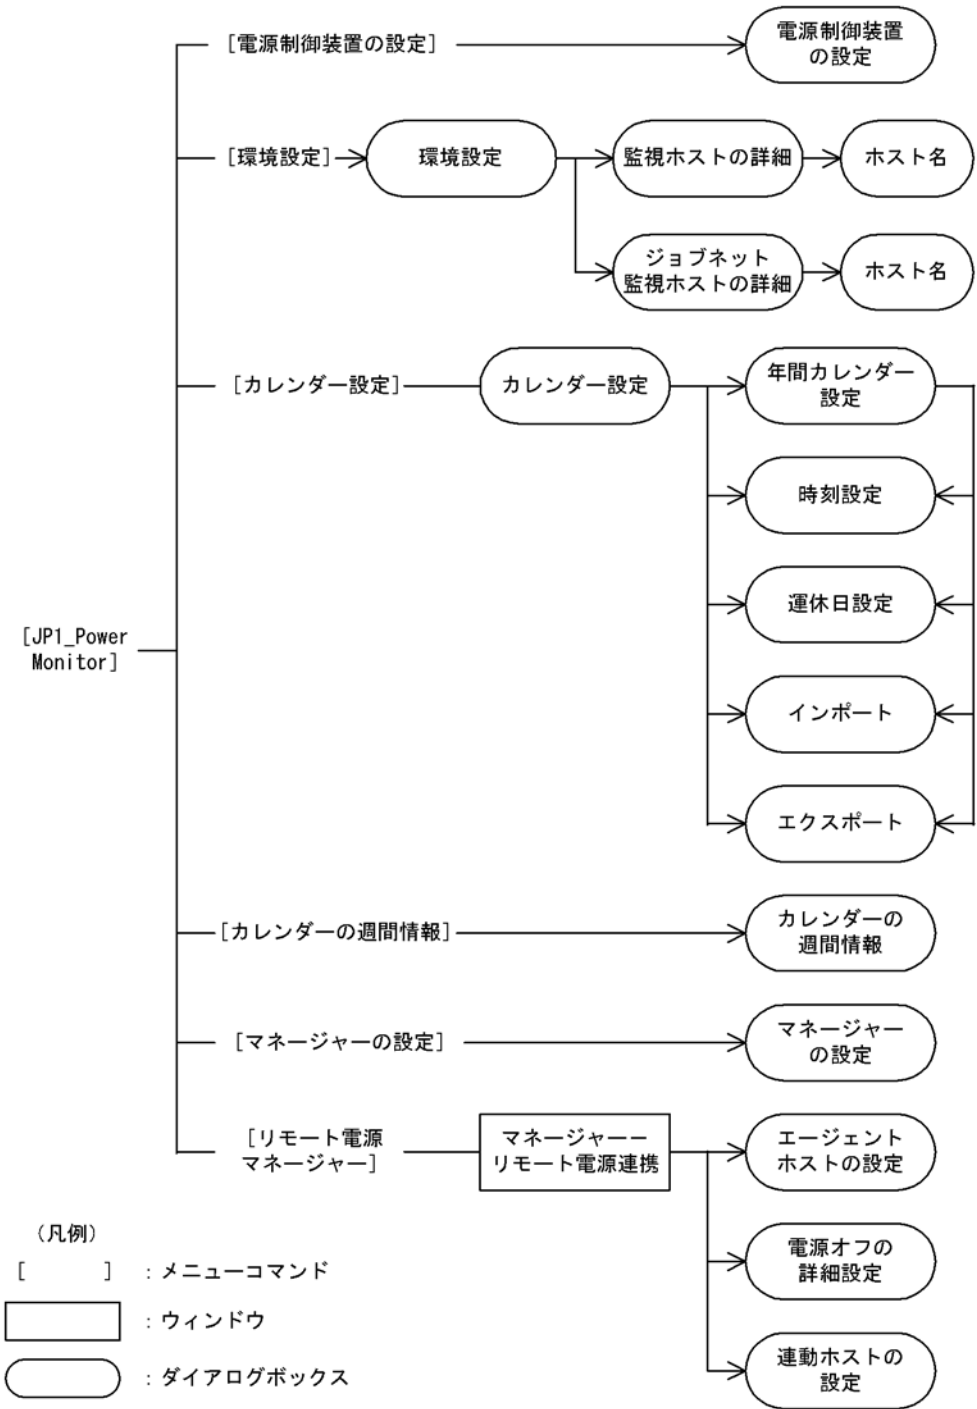 [電源制御装置の設定]
電源制御装置
の設定
[環境設定]
環境設定
監視ホストの詳細
ホスト名
ジョブネット
監視ホストの詳細
ホスト名
[カレンダー設定]
カレンダー設定
年間カレンダー
設定
時刻設定
運休日設定
[JP1_Power
Monitor]
インポート
エクスポート
[カレンダーの週間情報]
カレンダーの
週間情報
[マネージャーの設定]
マネージャー
の設定
[リモート電源
マネージャー]
マネージャーー
リモート電源連携
エージェント
ホストの設定
電源オフの
詳細設定
連動ホストの
設定
(凡例)
[ ] : メニューコマンド
: ウィンドウ
: ダイアログボックス